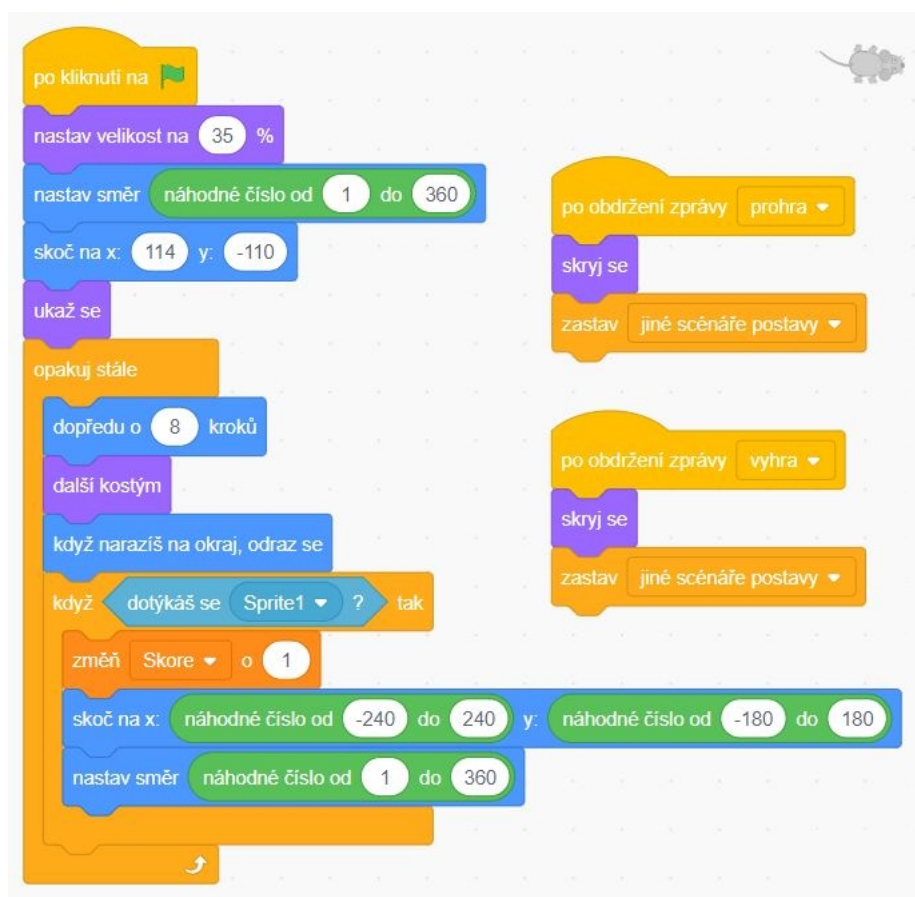 po kliknutí na
nastav velikost na 35 %
nastav směr náhodné číslo od 1 do 360
skoč na x: 114 y: -110
ukaž se
opakuj stále
dopředu o 8 kroků
další kostým
když narazíš na okraj, odraz se
když dotýkáš se Sprite1 ? tak
změň Skore o 1
skoč na x: náhodné číslo od -240 do 240 y: náhodné číslo od -180 do 180
nastav směr náhodné číslo od 1 do 360
po obdržení zprávy prohra
skryj se
zastav jiné scénáře postavy
po obdržení zprávy vyhra
skryj se
zastav jiné scénáře postavy